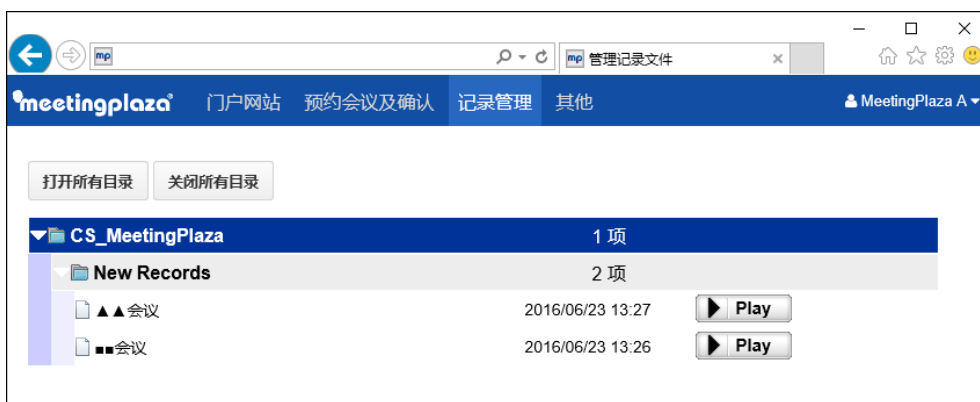 mp 管理记录文件
meetingplaza 门户网站 预约会议及确认 记录管理 其他 MeetingPlaza A
打开所有目录 关闭所有目录
CS_MeetingPlaza 1 项
New Records 2 项
▲▲会议 2016/06/23 13:27 Play
■■会议 2016/06/23 13:26 Play